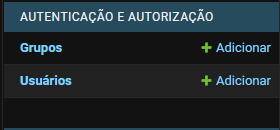 AUTENTICAÇÃO E AUTORIZAÇÃO
Grupos + Adicionar
Usuários + Adicionar